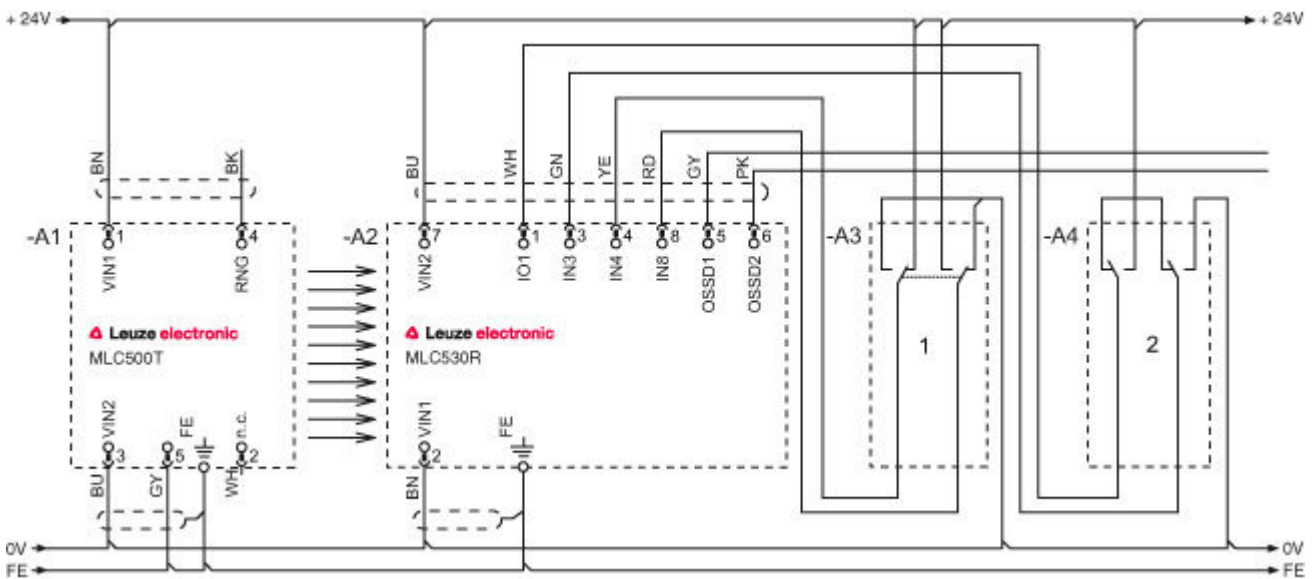 + 24V
+ 24V
BN
BK
BU
WH
GN
YE
RD
GY
PK
-A1
1
4
-A2
7
1
3
4
8
5
6
-A3
-A4
VIN1
RNG
VIN2
IO1
IN3
IN4
IN8
OSSD1
OSSD2
Leuze electronic
MLC500T
Leuze electronic
MLC530R
1
2
VIN2
FE
n.c.
VIN1
FE
3
5
2
2
BU
GY
WH
BN
0V
0V
FE
FE